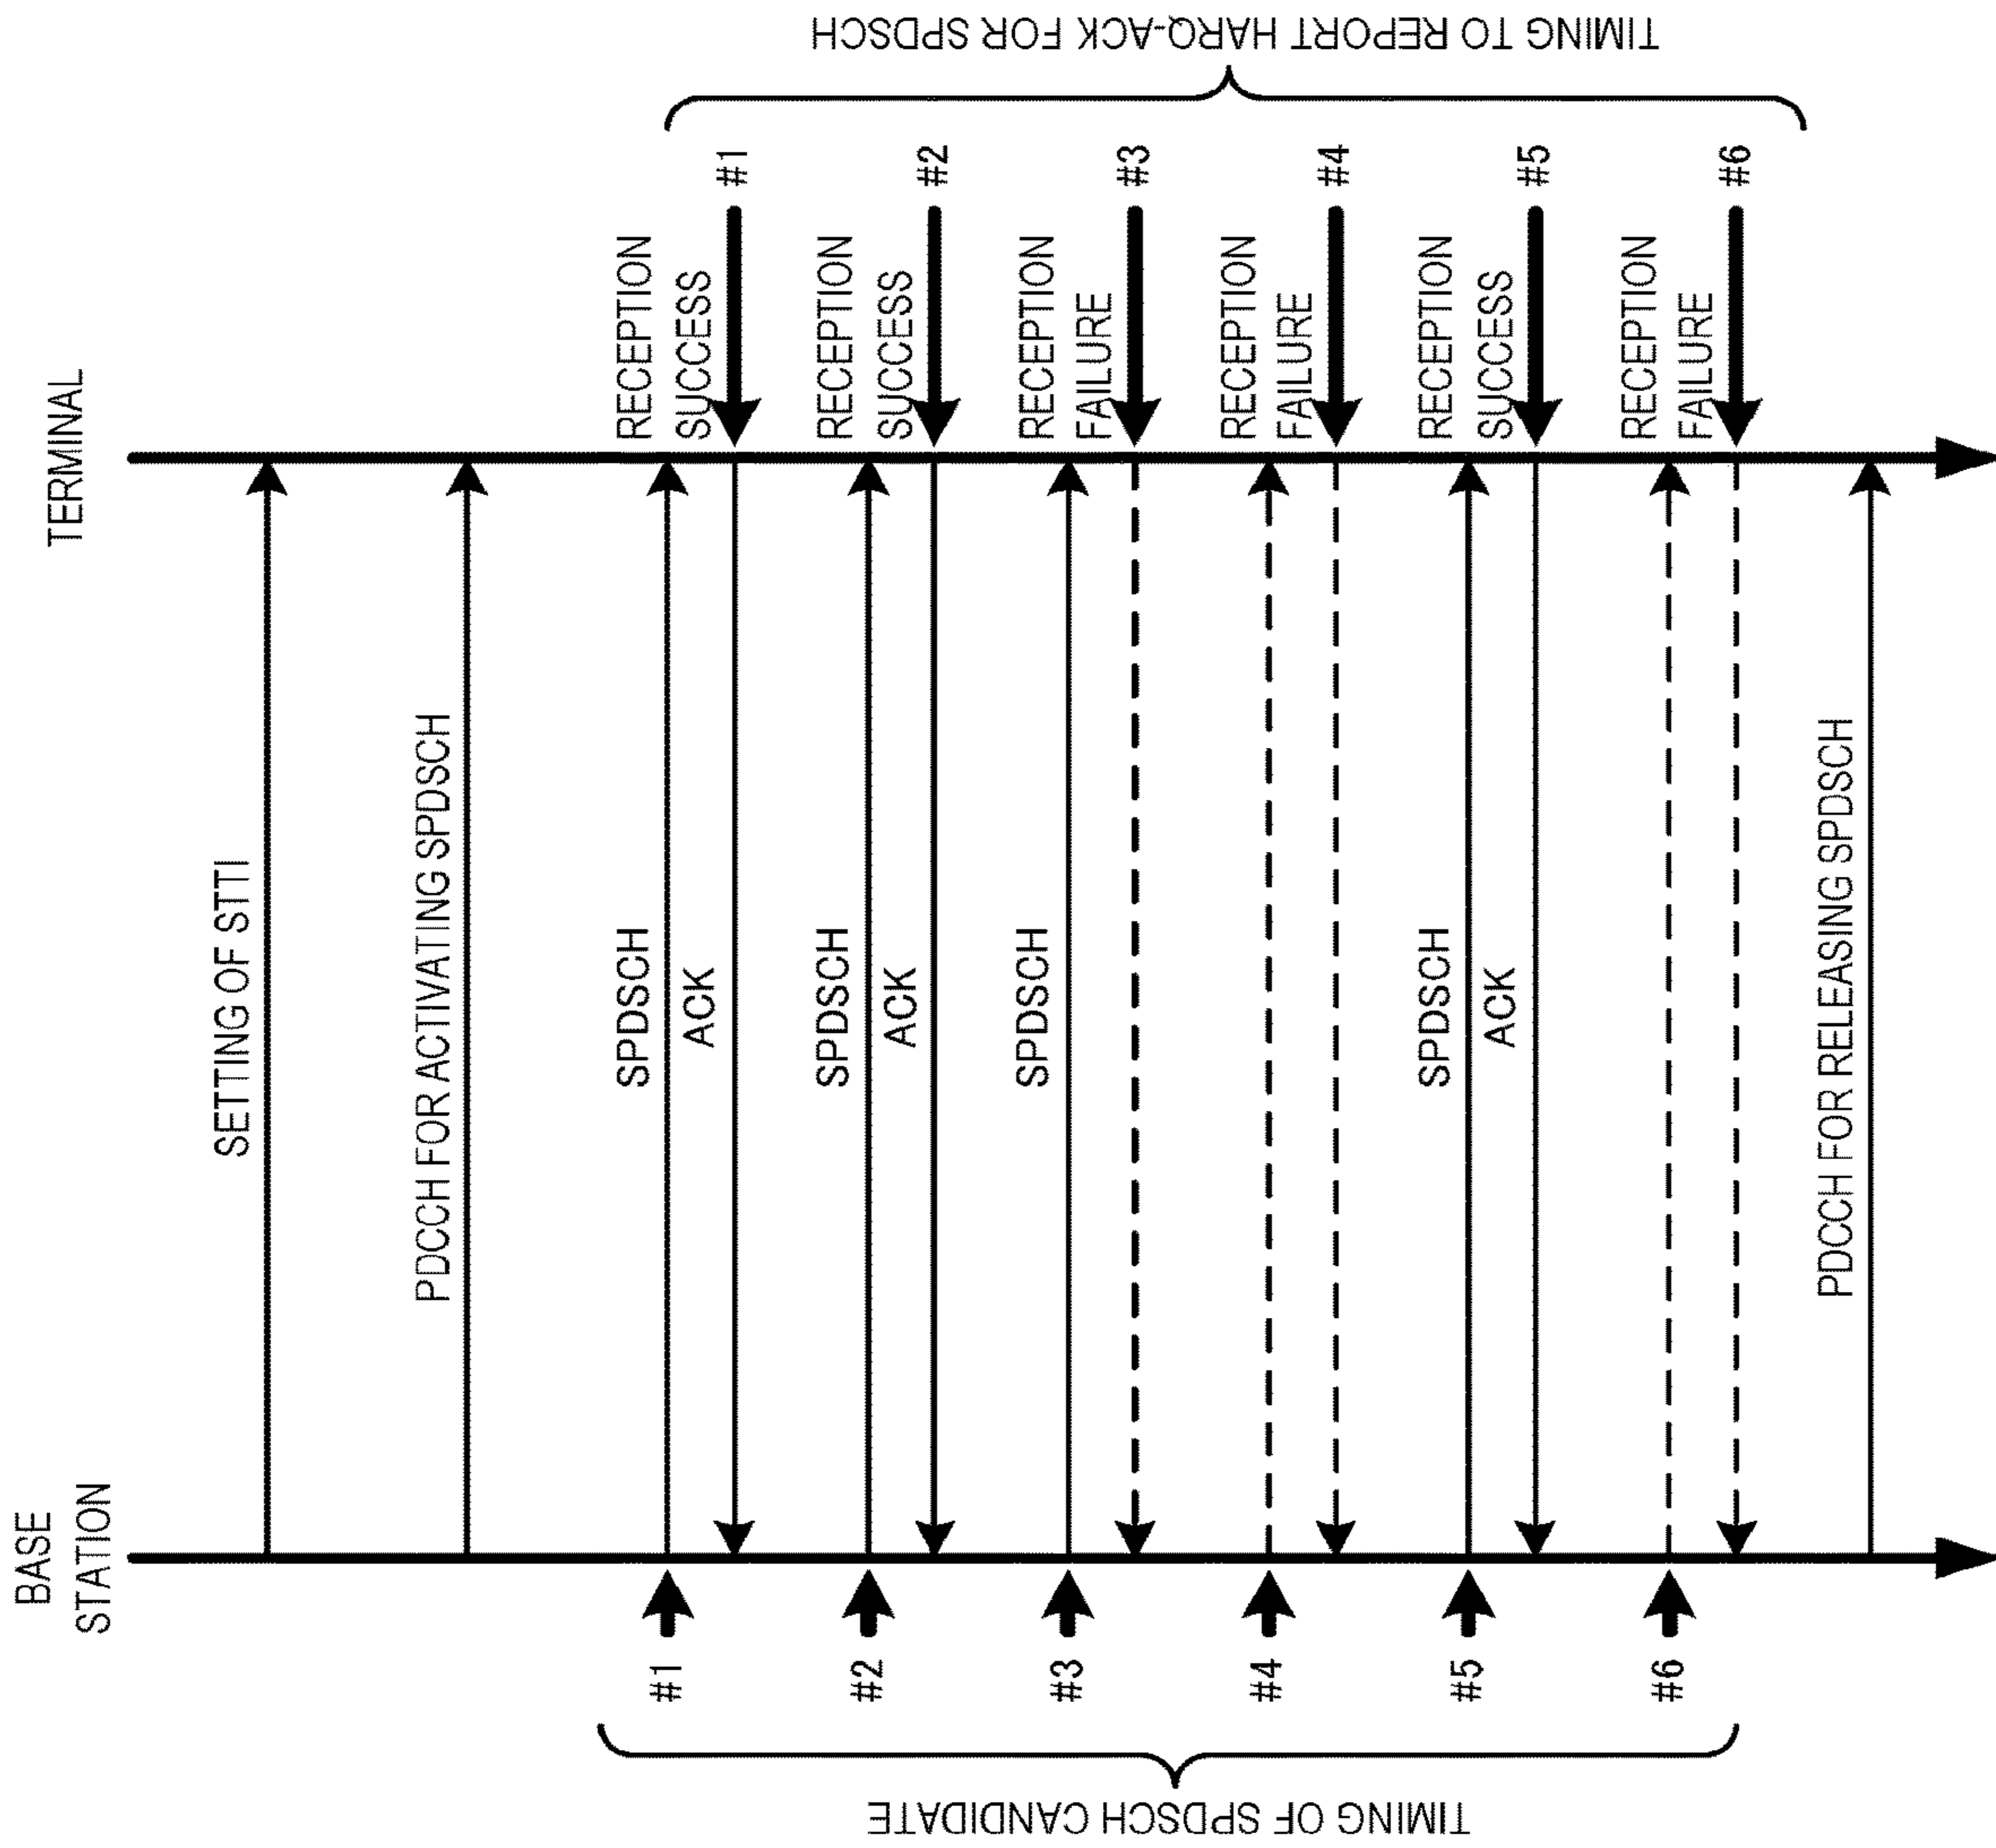 BASE
STATION
TERMINAL
SETTING OF STTI
PDCCH FOR ACTIVATING SPDSCH
TIMING OF SPDSCH CANDIDATE
TIMING TO REPORT HARQ-ACK FOR SPDSCH
#1
SPDSCH
RECEPTION
SUCCESS
ACK
#1
#2
SPDSCH
RECEPTION
SUCCESS
ACK
#2
#3
SPDSCH
RECEPTION
FAILURE
#3
#4
RECEPTION
FAILURE
#4
#5
SPDSCH
RECEPTION
SUCCESS
ACK
#5
#6
RECEPTION
FAILURE
#6
PDCCH FOR RELEASING SPDSCH